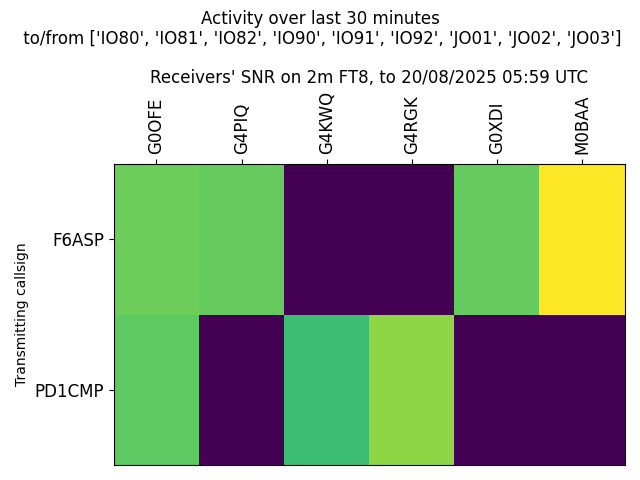 Activity over last 30 minutes
to/from ['IO80', 'IO81', 'IO82', 'IO90', 'IO91', 'IO92', 'JO01', 'JO02', 'JO03']
Receivers' SNR on 2m FT8, to 20/08/2025 05:59 UTC
G0OFE
G4PIQ
G4KWQ
G4RGK
G0XDI
M0BAA
Transmitting callsign
F6ASP
PD1CMP